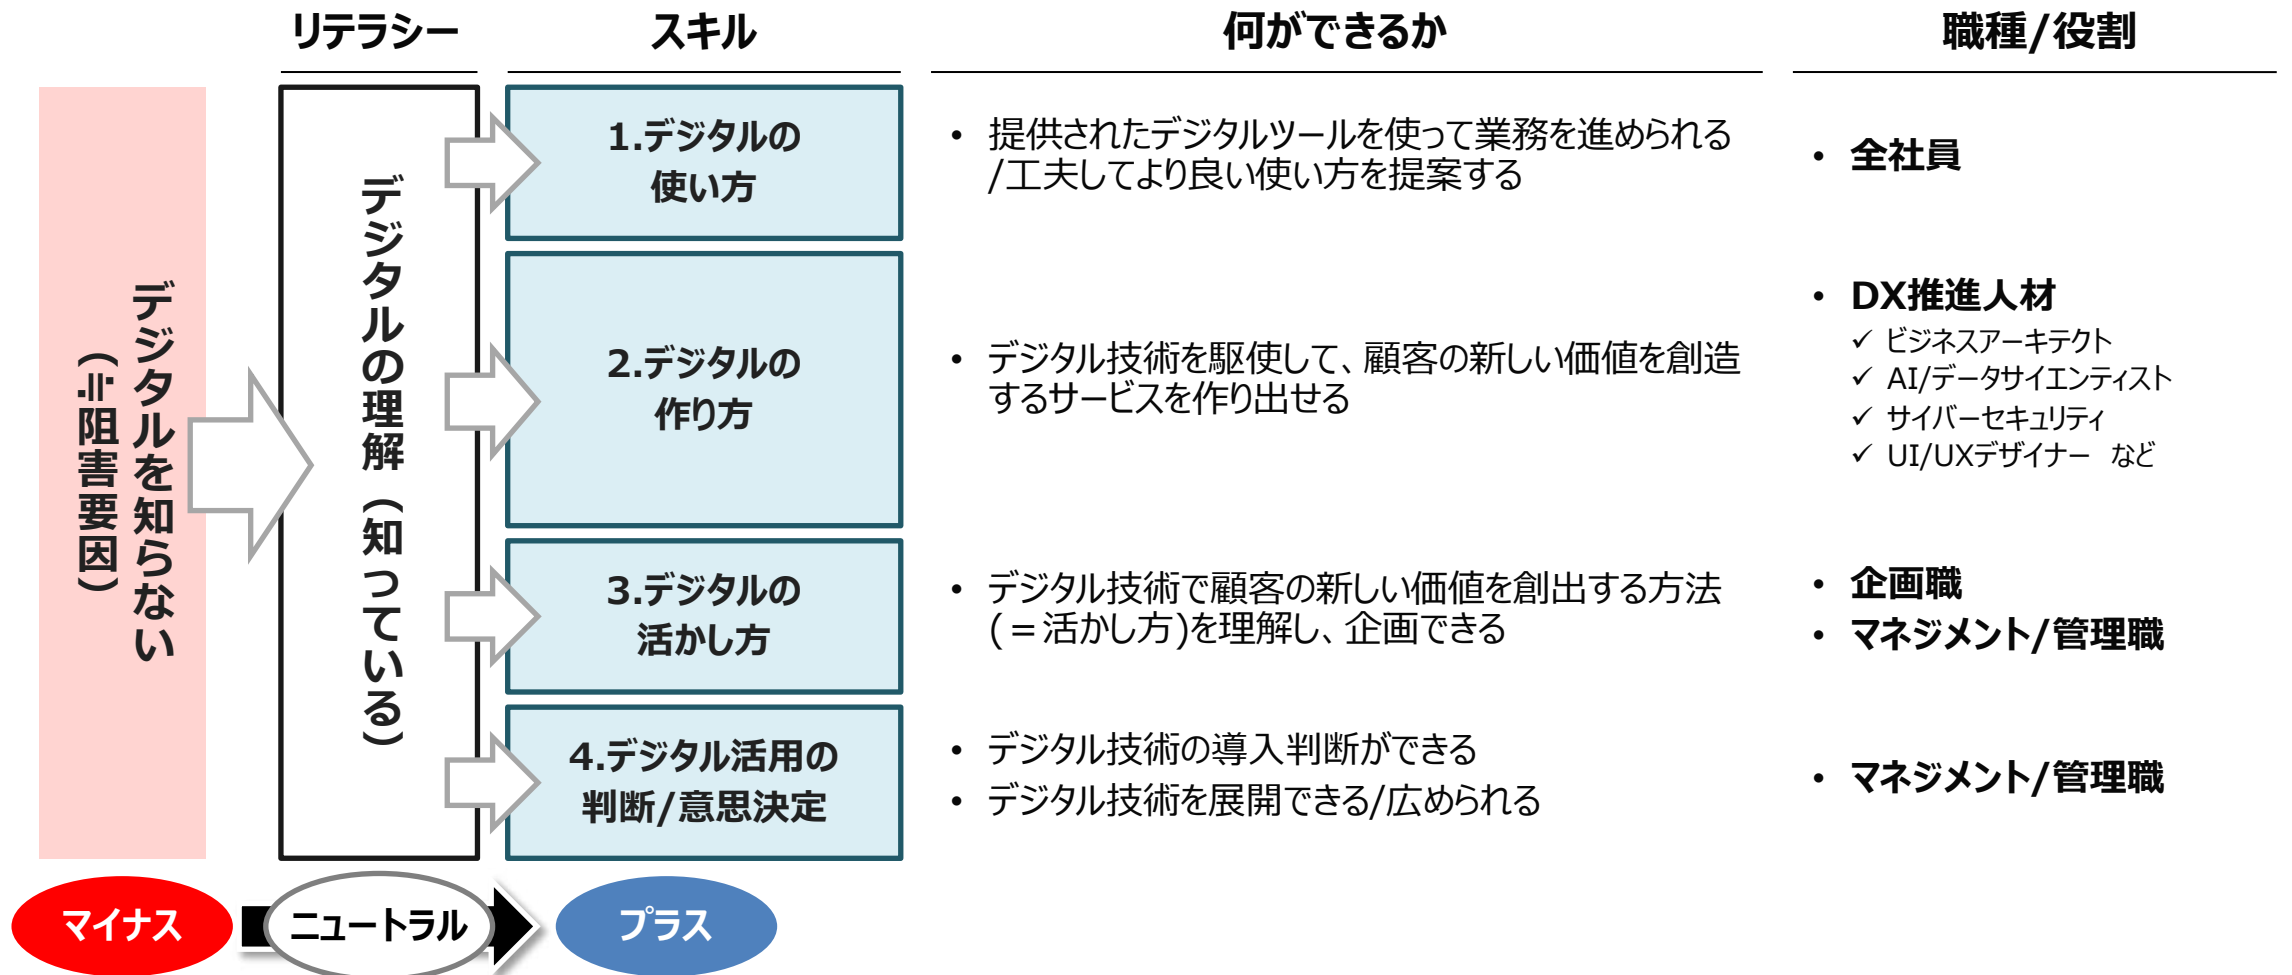 リテラシー
スキル
何ができるか
職種/役割
デジタルを知らない
(≒阻害要因)
デジタルの理解(知っている)
1.デジタルの
使い方
• 提供されたデジタルツールを使って業務を進められる
/工夫してより良い使い方を提案する
• 全社員
2.デジタルの
作り方
• デジタル技術を駆使して、顧客の新しい価値を創造
するサービスを作り出せる
• DX推進人材
✓ ビジネスアーキテクト
✓ AI/データサイエンティスト
✓ サイバーセキュリティ
✓ UI/UXデザイナー など
3.デジタルの
活かし方
• デジタル技術で顧客の新しい価値を創出する方法
(=活かし方)を理解し、企画できる
• 企画職
• マネジメント/管理職
4.デジタル活用の
判断/意思決定
• デジタル技術の導入判断ができる
• デジタル技術を展開できる/広められる
• マネジメント/管理職
マイナス
ニュートラル
プラス